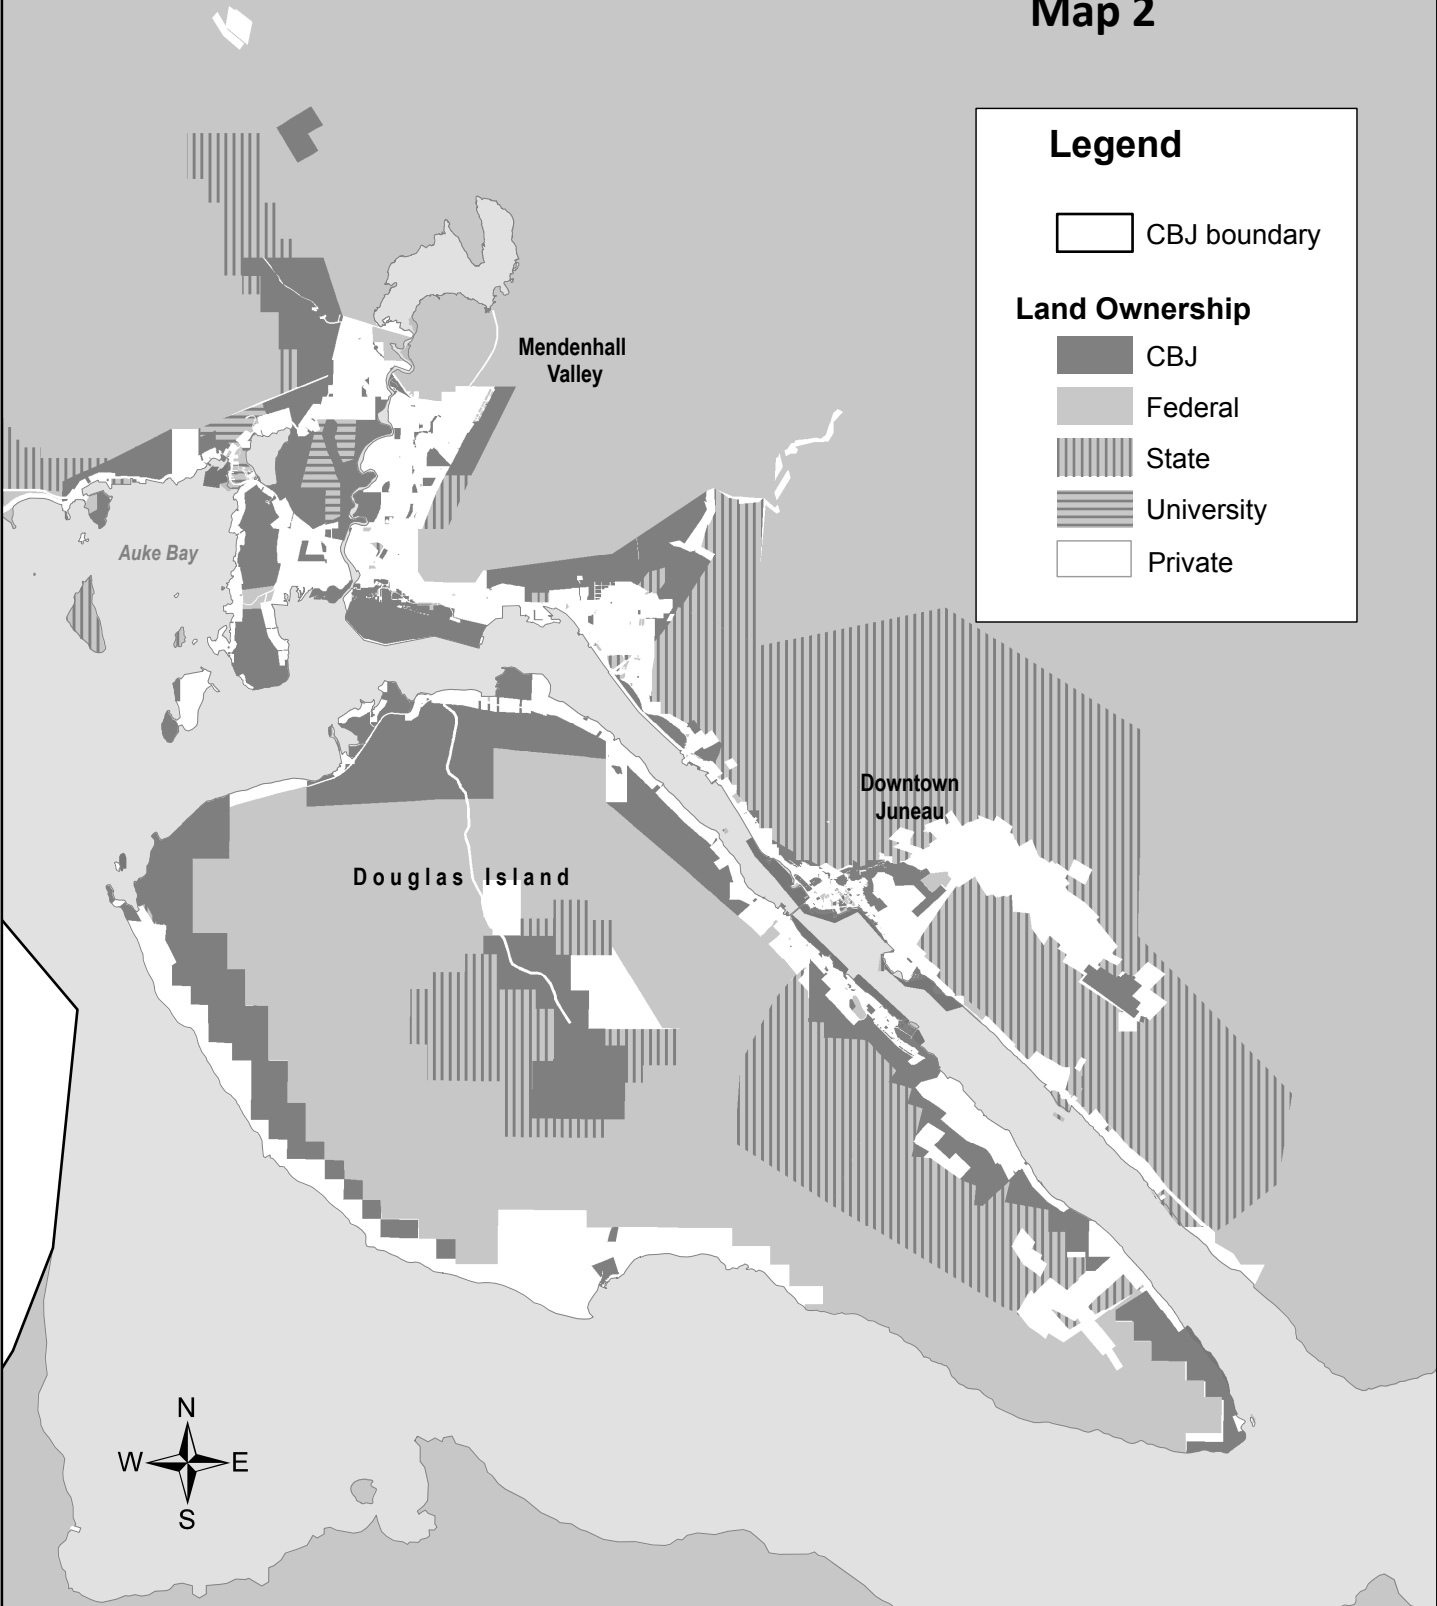 Map 2
Legend
CBJ boundary
Land Ownership
CBJ
Federal
State
University
Private
Mendenhall
Valley
Auke Bay
Downtown
Juneau
Douglas Island
N
W E
S